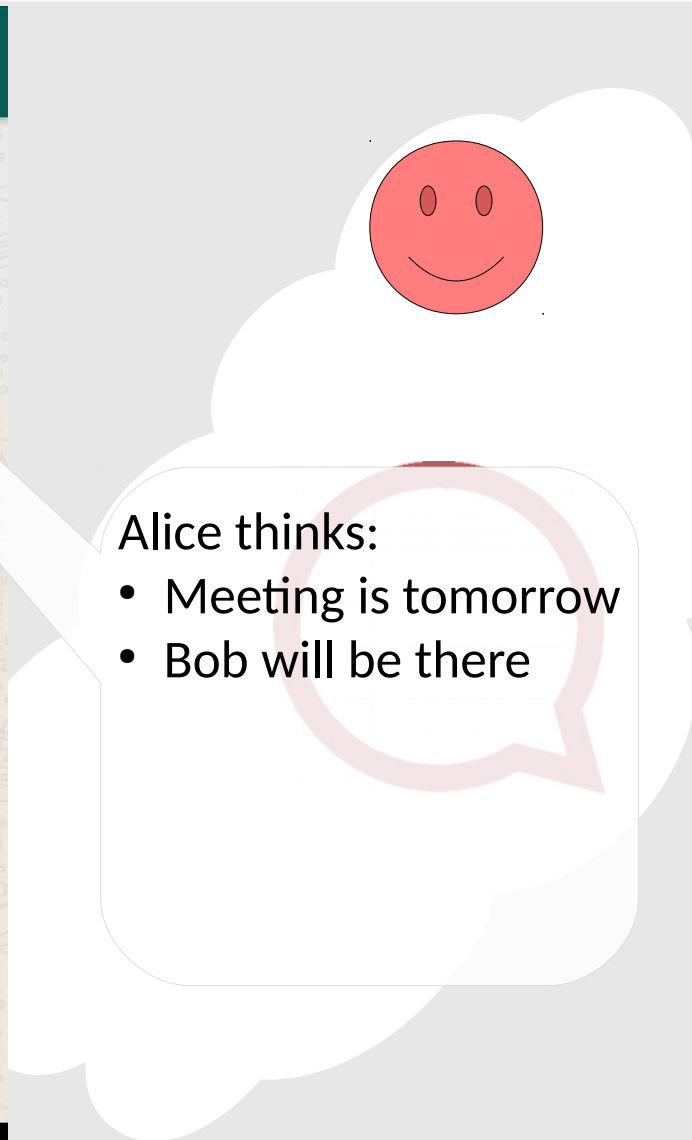 Alice thinks:
• Meeting is tomorrow
• Bob will be there